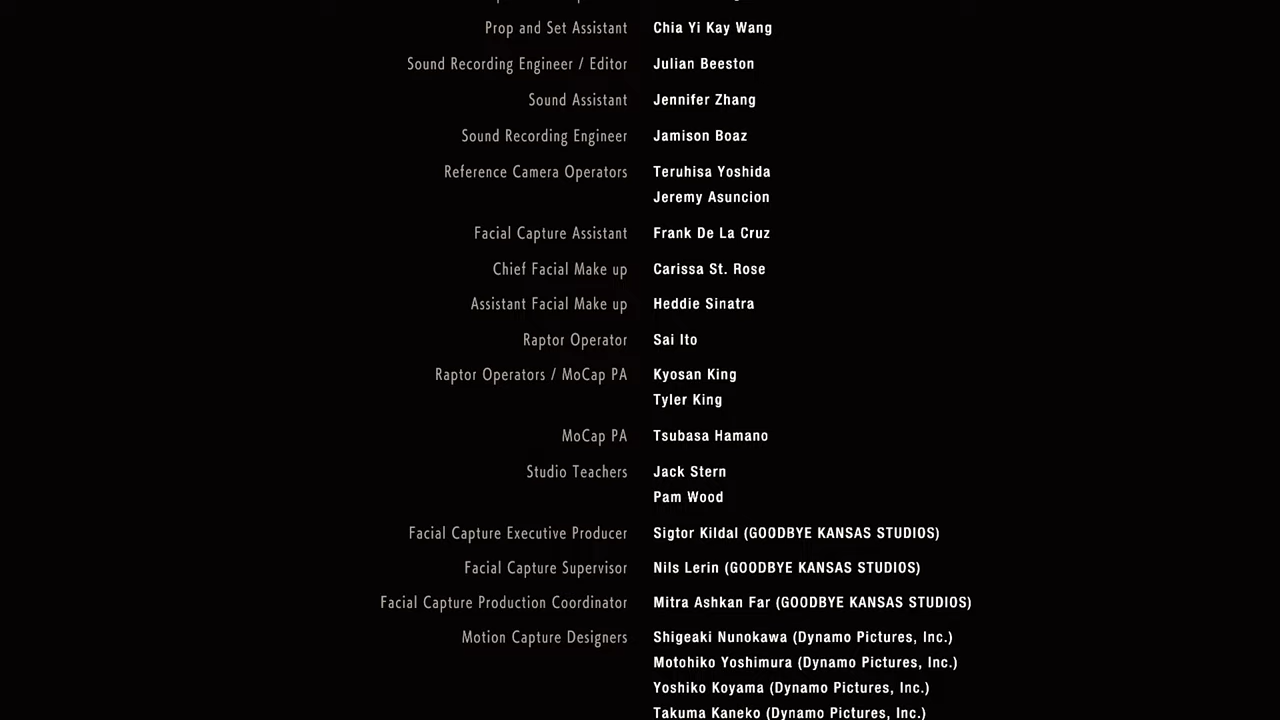 Prop and Set Assistant Chia Yi Kay Wang
Sound Recording Engineer / Editor Julian Beeston
Sound Assistant Jennifer Zhang
Sound Recording Engineer Jamison Boaz
Reference Camera Operators Teruhisa Yoshida
Jeremy Asuncion
Facial Capture Assistant Frank De La Cruz
Chief Facial Make up Carissa St. Rose
Assistant Facial Make up Heddie Sinatra
Raptor Operator Sai Ito
Raptor Operators / MoCap PA Kyosan King
Tyler King
MoCap PA Tsubasa Hamano
Studio Teachers Jack Stern
Pam Wood
Facial Capture Executive Producer Sigtor Kildal (GOODBYE KANSAS STUDIOS)
Facial Capture Supervisor Nils Lerin (GOODBYE KANSAS STUDIOS)
Facial Capture Production Coordinator Mitra Ashkan Far (GOODBYE KANSAS STUDIOS)
Motion Capture Designers Shigeaki Nunokawa (Dynamo Pictures, Inc.)
Motohiko Yoshimura (Dynamo Pictures, Inc.)
Yoshiko Koyama (Dynamo Pictures, Inc.)
Takuma Kaneko (Dynamo Pictures, Inc.)